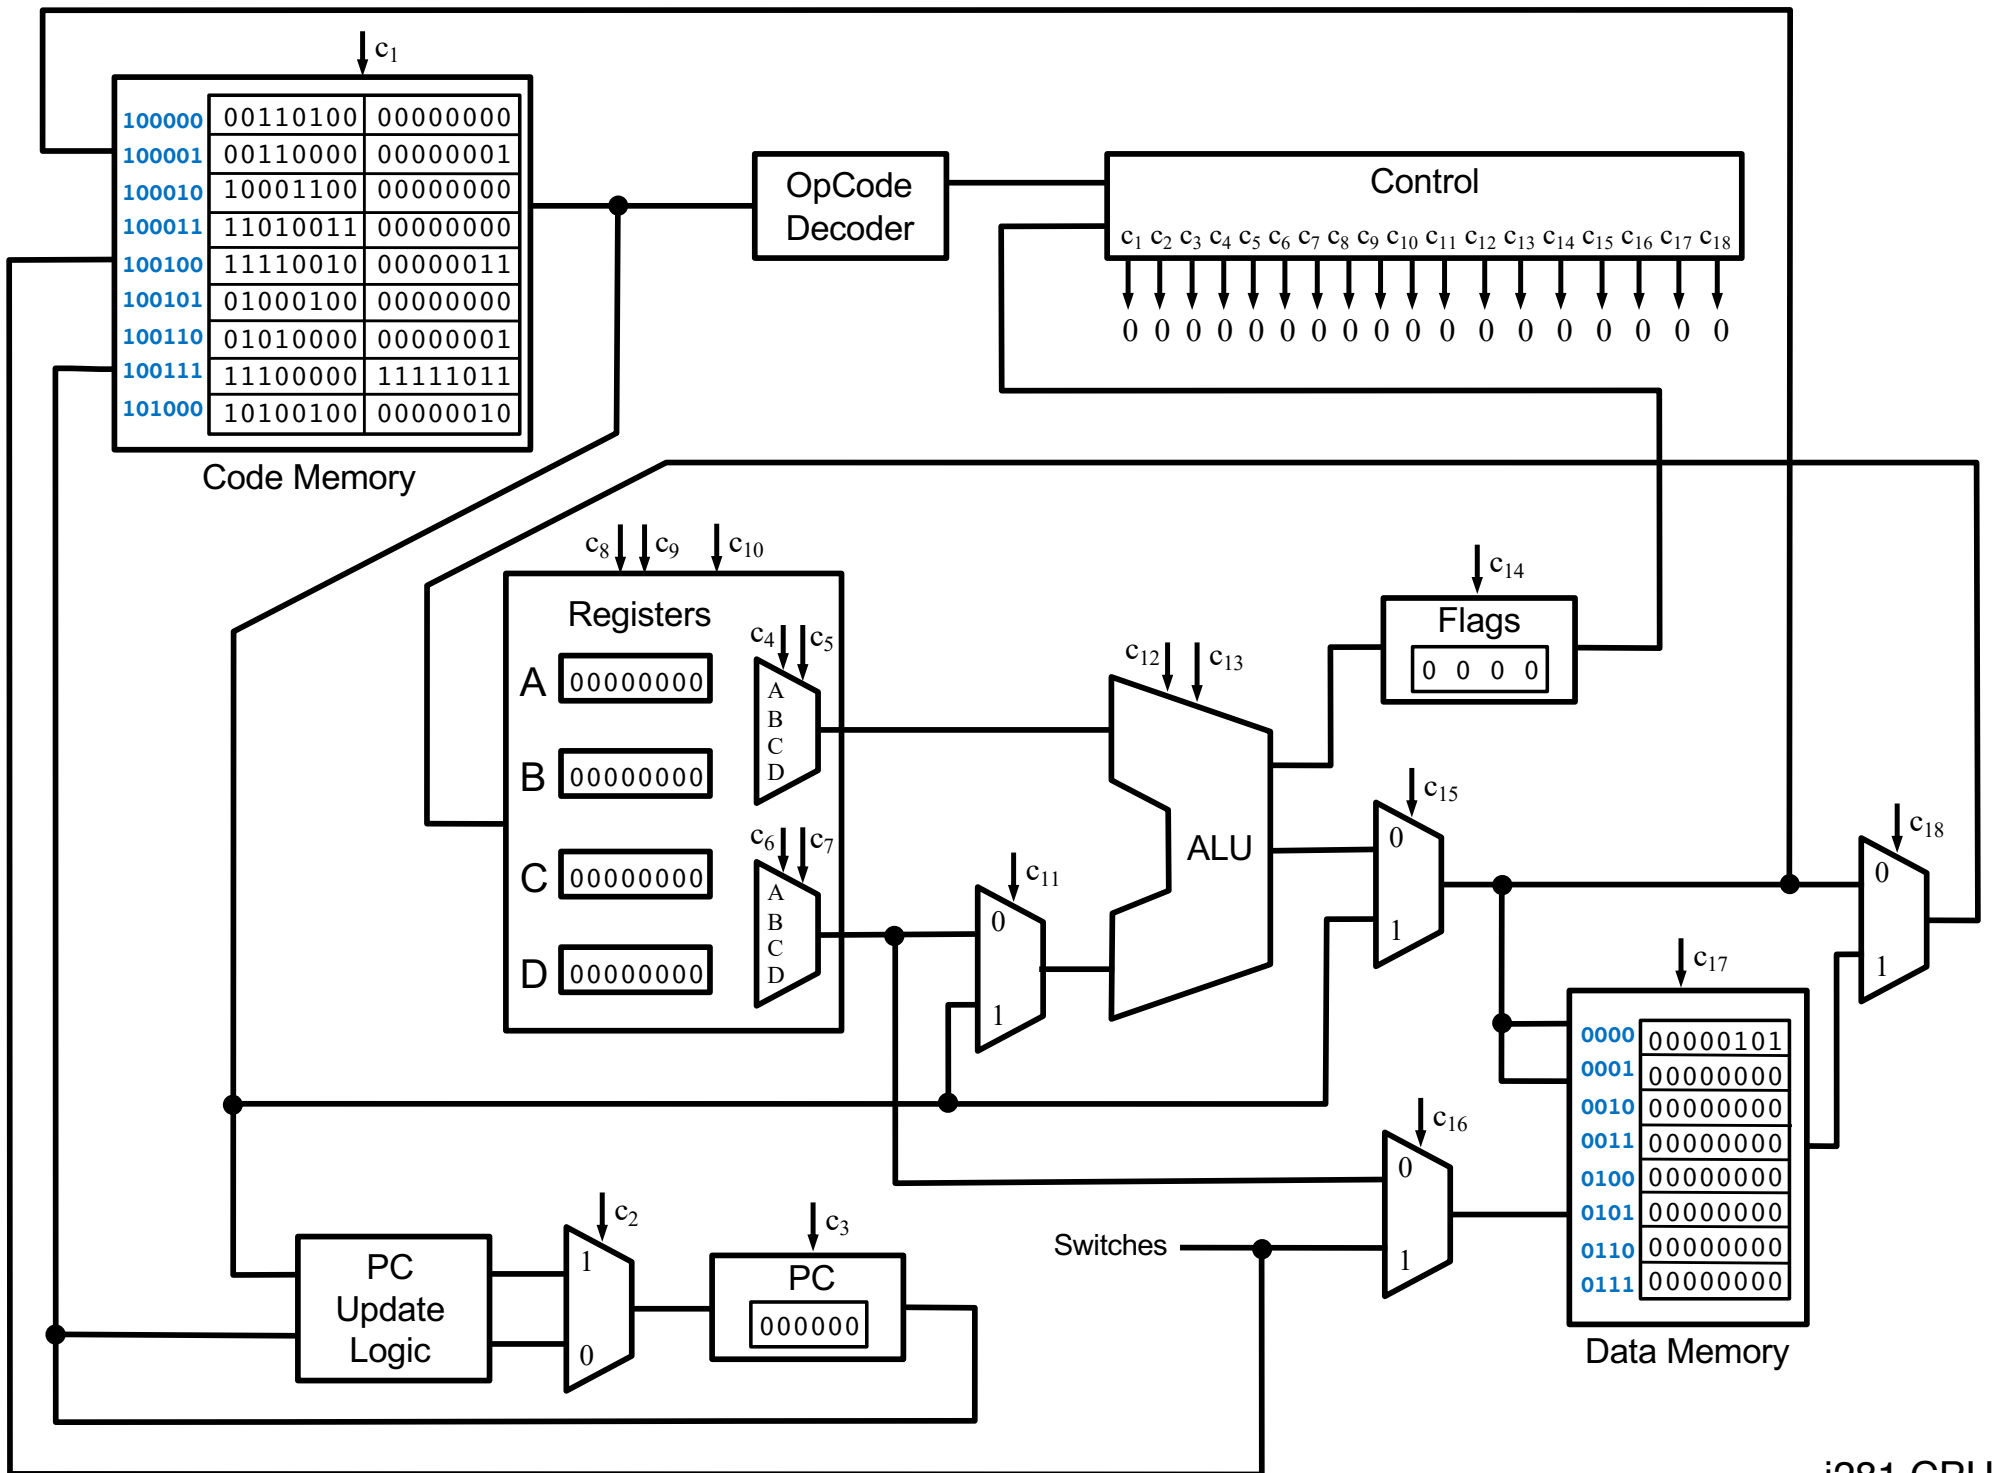 c1
100000 00110100 00000000
100001 00110000 00000001
100010 10001100 00000000
100011 11010011 00000000
100100 11110010 00000011
100101 01000100 00000000
100110 01010000 00000001
100111 11100000 11111011
101000 10100100 00000010
Code Memory
OpCode
Decoder
Control
c1 c2 c3 c4 c5 c6 c7 c8 c9 c10 c11 c12 c13 c14 c15 c16 c17 c18
0 0 0 0 0 0 0 0 0 0 0 0 0 0 0 0 0 0
c8 c9 c10
Registers
A 00000000
B 00000000
C 00000000
D 00000000
c4 c5
A
B
C
D
c6 c7
A
B
C
D
c11
0
1
c12 c13
ALU
c14
Flags
0 0 0 0
c15
0
1
c18
0
1
c17
0000 00000101
0001 00000000
0010 00000000
0011 00000000
0100 00000000
0101 00000000
0110 00000000
0111 00000000
Data Memory
c16
0
1
Switches
PC
Update
Logic
c2
1
0
c3
PC
000000